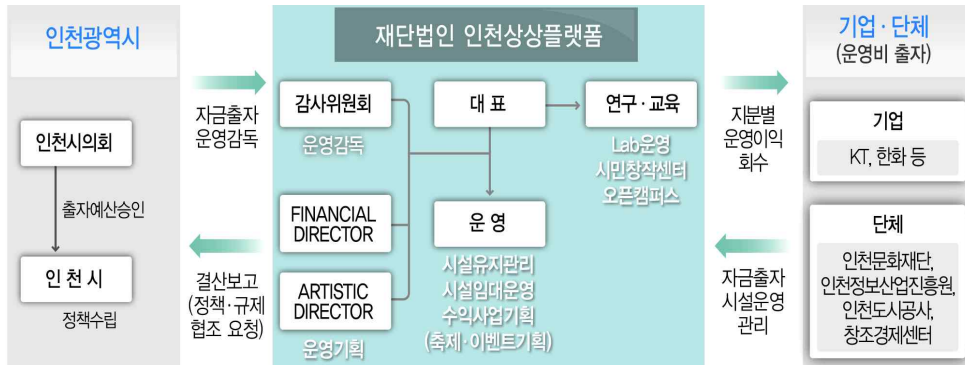 인천광역시
인천시의회
출자예산승인
인 천 시
정책수립
자금출자
운영감독
결산보고
(정책·규제
협조 요청)
재단법인 인천상상플랫폼
감사위원회
운영감독
FINANCIAL
DIRECTOR
ARTISTIC
DIRECTOR
운영기획
대 표
운 영
시설유지관리
시설임대운영
수익사업기획
(축제·이벤트기획)
연구·교육
Lab운영
시민창작센터
오픈캠퍼스
지분별
운영이익
회수
자금출자
시설운영
관리
기업·단체
(운영비 출자)
기업
KT, 한화 등
단체
인천문화재단,
인천정보산업진흥원,
인천도시공사,
창조경제센터